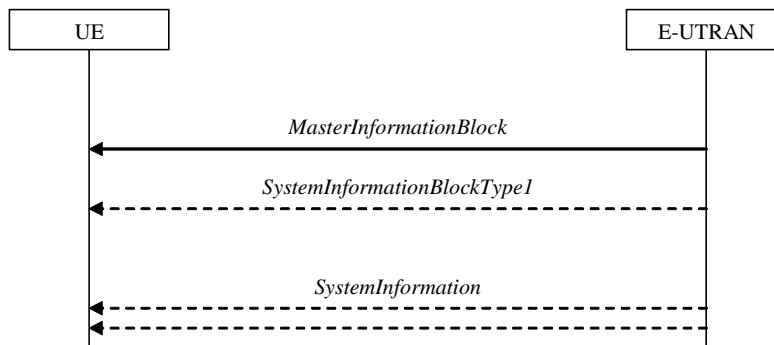 UE
E-UTRAN
MasterInformationBlock
SystemInformationBlockType1
SystemInformation